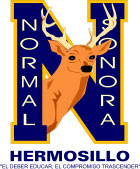 N
NORMAL
SONORA
HERMOSILLO
"EL DEBER EDUCAR, EL COMPROMISO TRASCENDER"